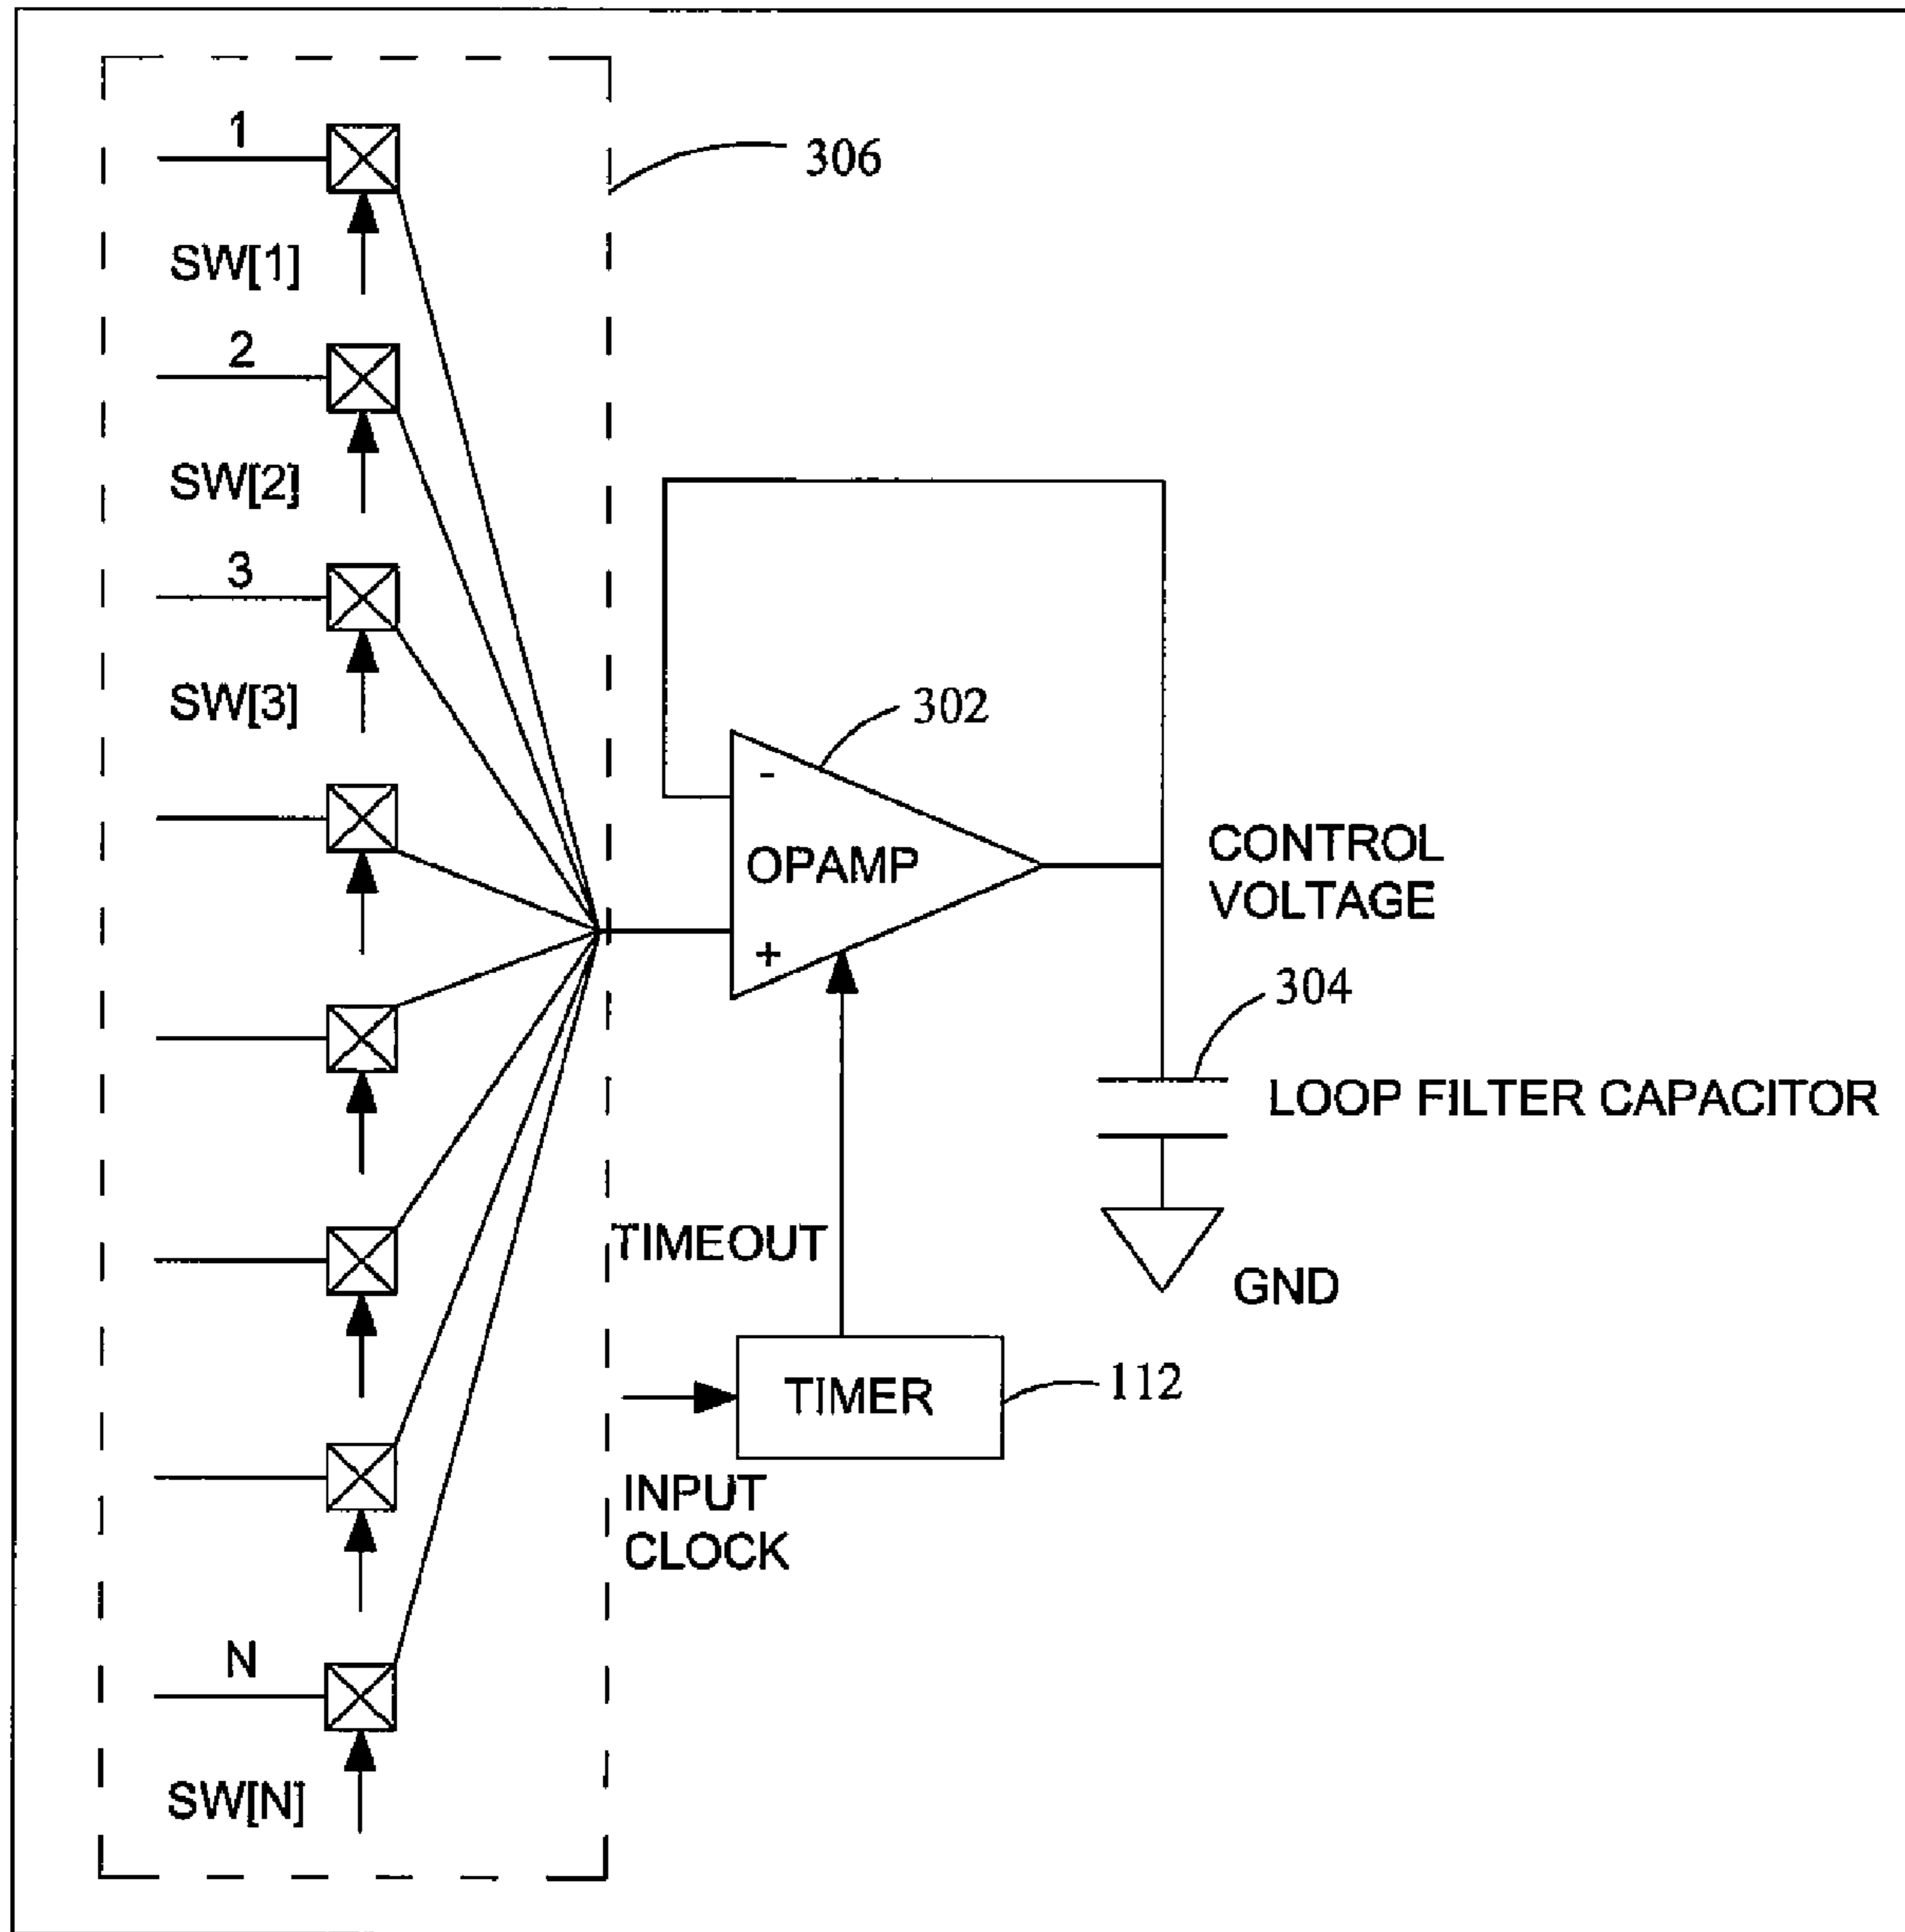 1
306
SW[1]
2
SW[2]
3
SW[3]
302
-
OPAMP
+
CONTROL
VOLTAGE
304
LOOP FILTER CAPACITOR
TIMEOUT
GND
TIMER
112
INPUT
CLOCK
N
SW[N]